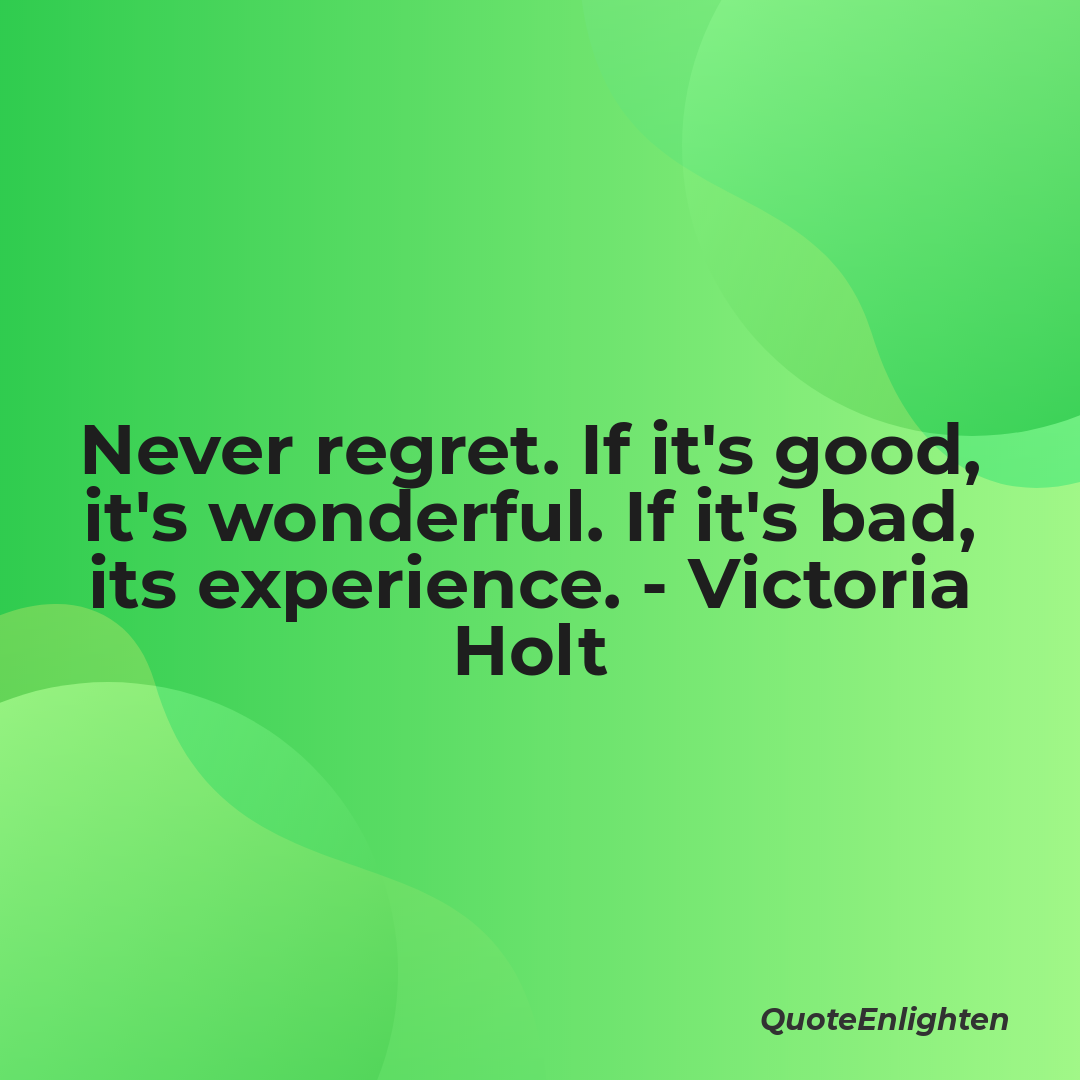 Never regret. If it's good,
it's wonderful. If it's bad,
its experience. - Victoria
Holt
QuoteEnlighten